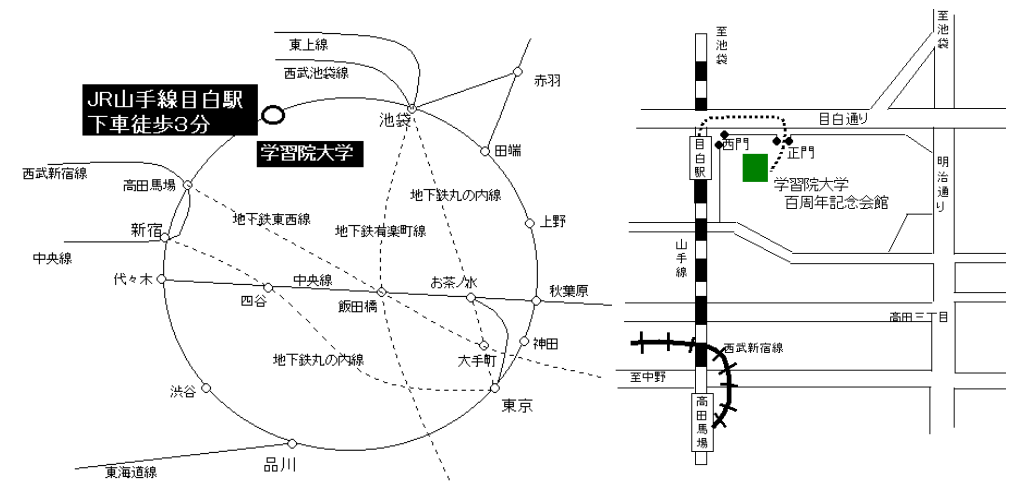 東上線
西武池袋線
JR山手線目白駅
下車徒歩3分
学習院大学
池袋
赤羽
田端
西武新宿線
高田馬場
地下鉄丸の内線
地下鉄東西線
地下鉄有楽町線
上野
新宿
中央線
代々木
中央線
四谷
飯田橋
お茶ノ水
秋葉原
神田
大手町
地下鉄丸の内線
渋谷
東京
品川
東海道線
至池袋
至池袋
目白通り
目白駅
西門
正門
学習院大学
百周年記念会館
明治通り
山手線
高田三丁目
西武新宿線
至中野
高田馬場